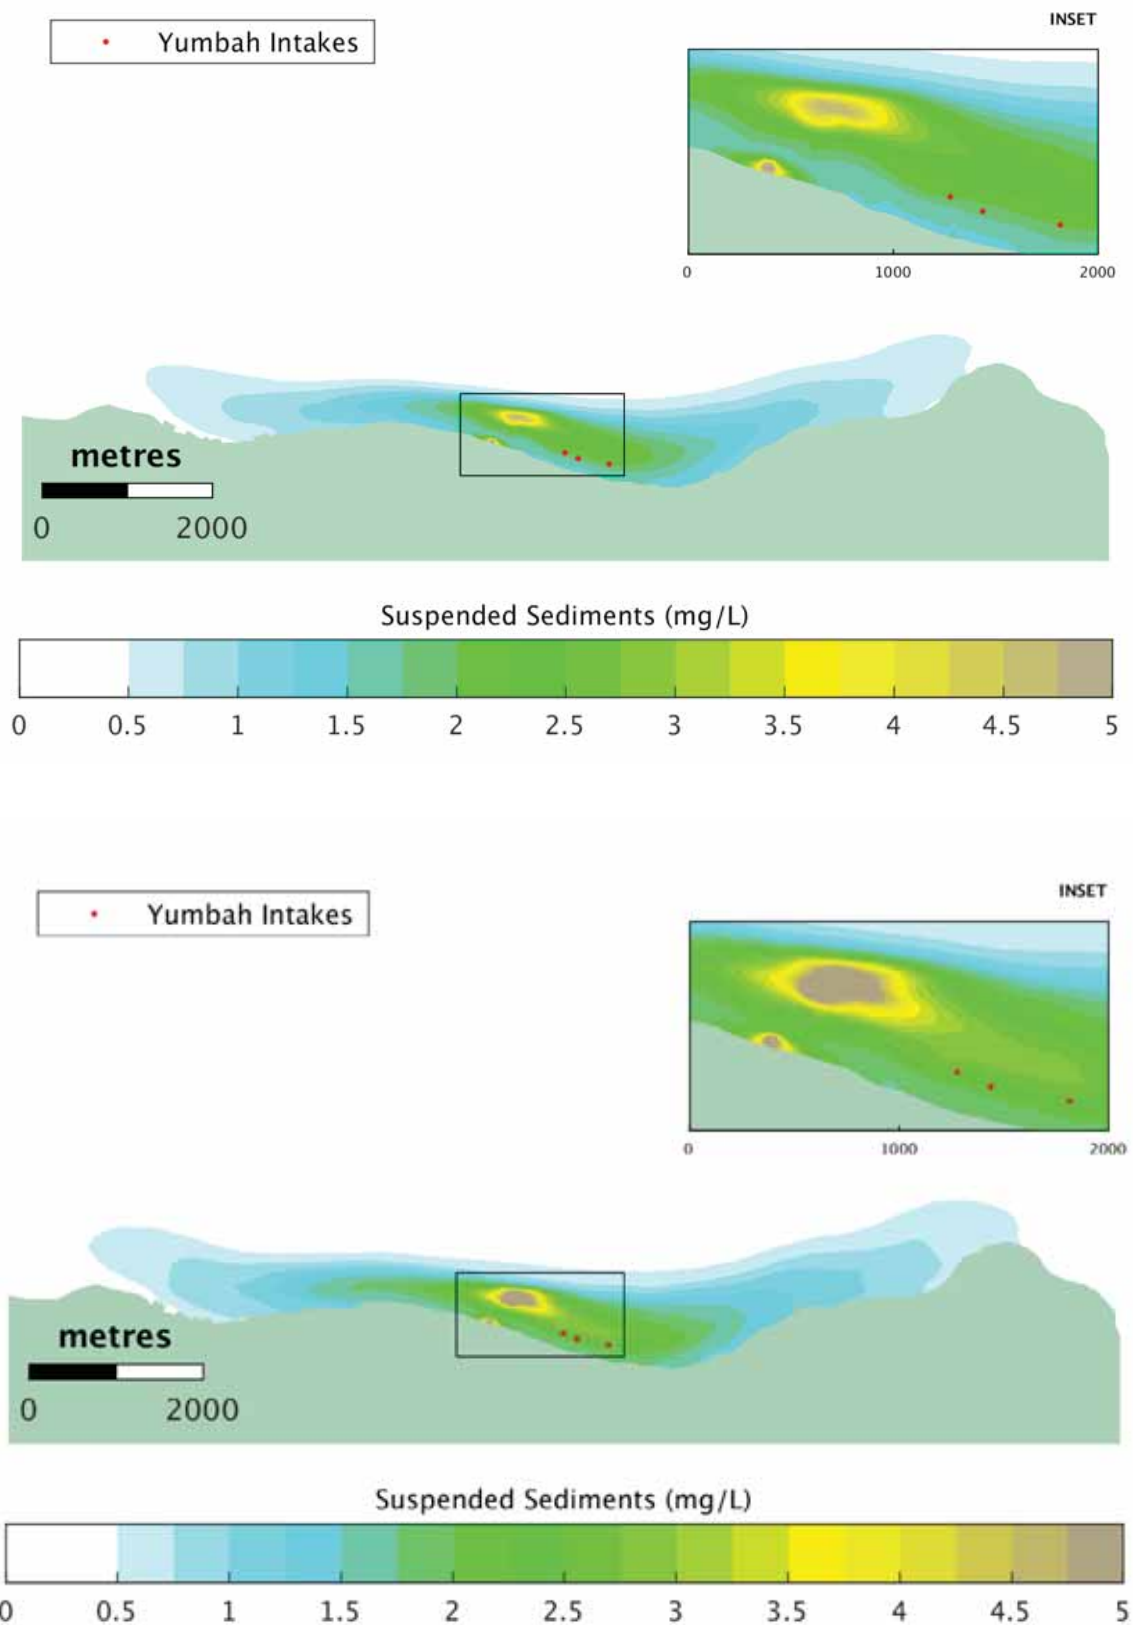 INSET
Yumbah Intakes
0 1000 2000
metres
0 2000
Suspended Sediments (mg/L)
0 0.5 1 1.5 2 2.5 3 3.5 4 4.5 5
INSET
Yumbah Intakes
0 1000 2000
metres
0 2000
Suspended Sediments (mg/L)
0 0.5 1 1.5 2 2.5 3 3.5 4 4.5 5